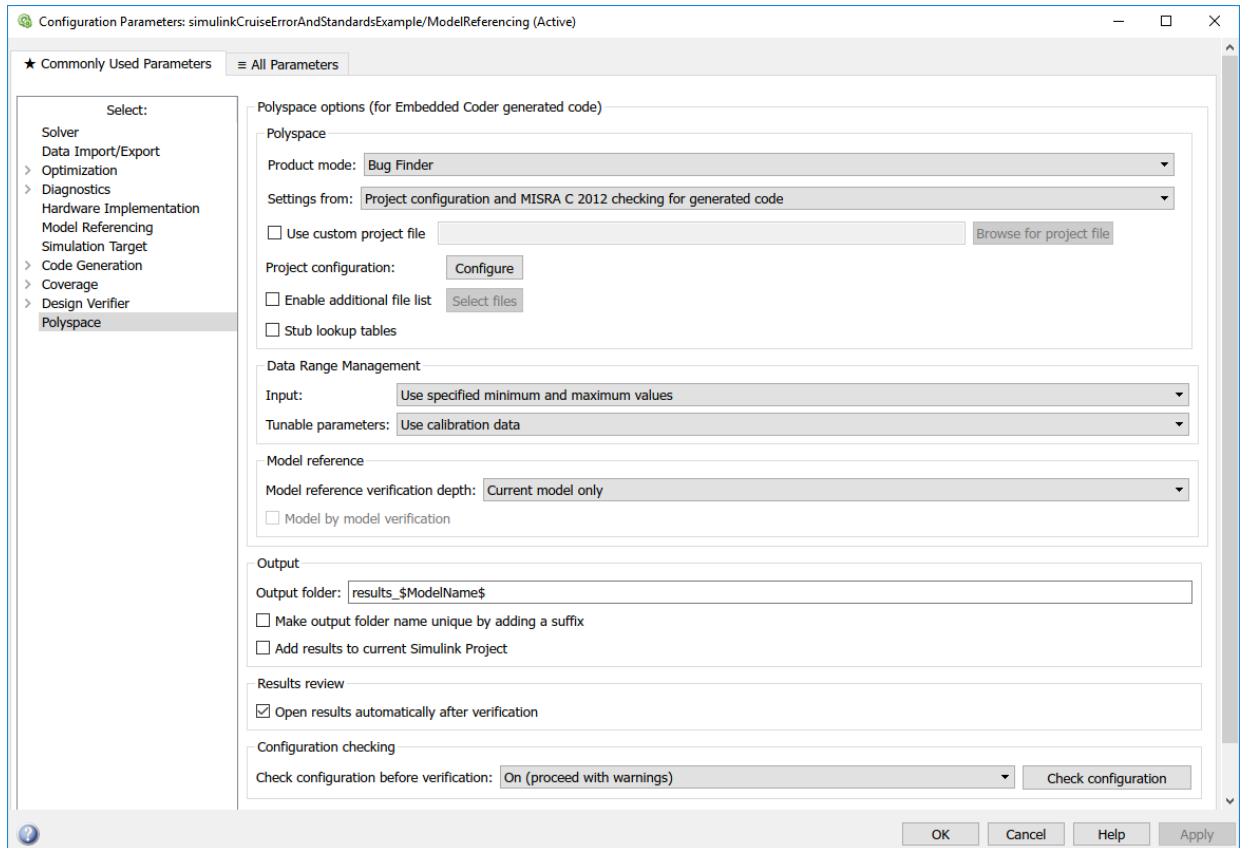 Configuration Parameters: simulinkCruiseErrorAndStandardsExample/ModelReferencing (Active)
★ Commonly Used Parameters
≡ All Parameters
Select:
Solver
Data Import/Export
Optimization
Diagnostics
Hardware Implementation
Model Referencing
Simulation Target
Code Generation
Coverage
Design Verifier
Polyspace
Polyspace options (for Embedded Coder generated code)
Polyspace
Product mode: Bug Finder
Settings from: Project configuration and MISRA C 2012 checking for generated code
Use custom project file Browse for project file
Project configuration: Configure
Enable additional file list Select files
Stub lookup tables
Data Range Management
Input: Use specified minimum and maximum values
Tunable parameters: Use calibration data
Model reference
Model reference verification depth: Current model only
Model by model verification
Output
Output folder: results_$ModelName$
Make output folder name unique by adding a suffix
Add results to current Simulink Project
Results review
Open results automatically after verification
Configuration checking
Check configuration before verification: On (proceed with warnings) Check configuration
OK Cancel Help Apply